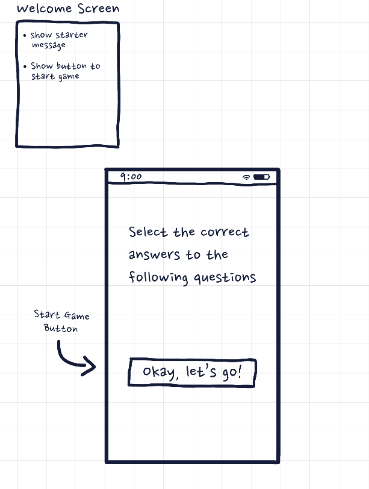 Welcome Screen
• Show starter
message
• Show button to
start game
9:00
Select the correct
answers to the
following questions
Start Game
Button
Okay, let's go!